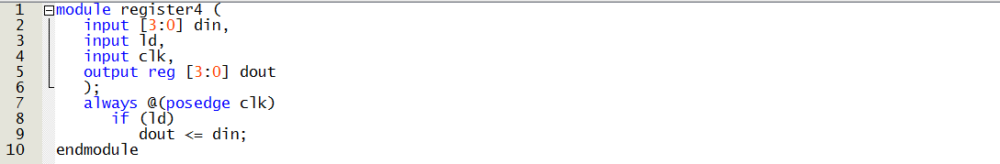 1 module register4 (
2 input [3:0] din,
3 input ld,
4 input clk,
5 output reg [3:0] dout
6 );
7 always @(posedge clk)
8 if (ld)
9 dout <= din;
10 endmodule